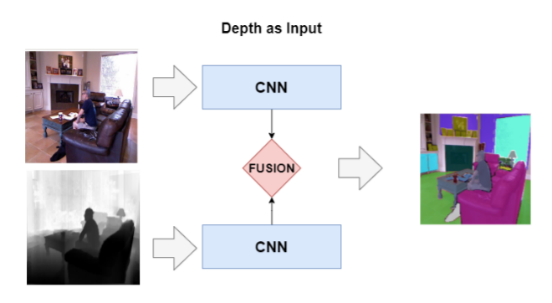 Depth as Input
CNN
FUSION
CNN